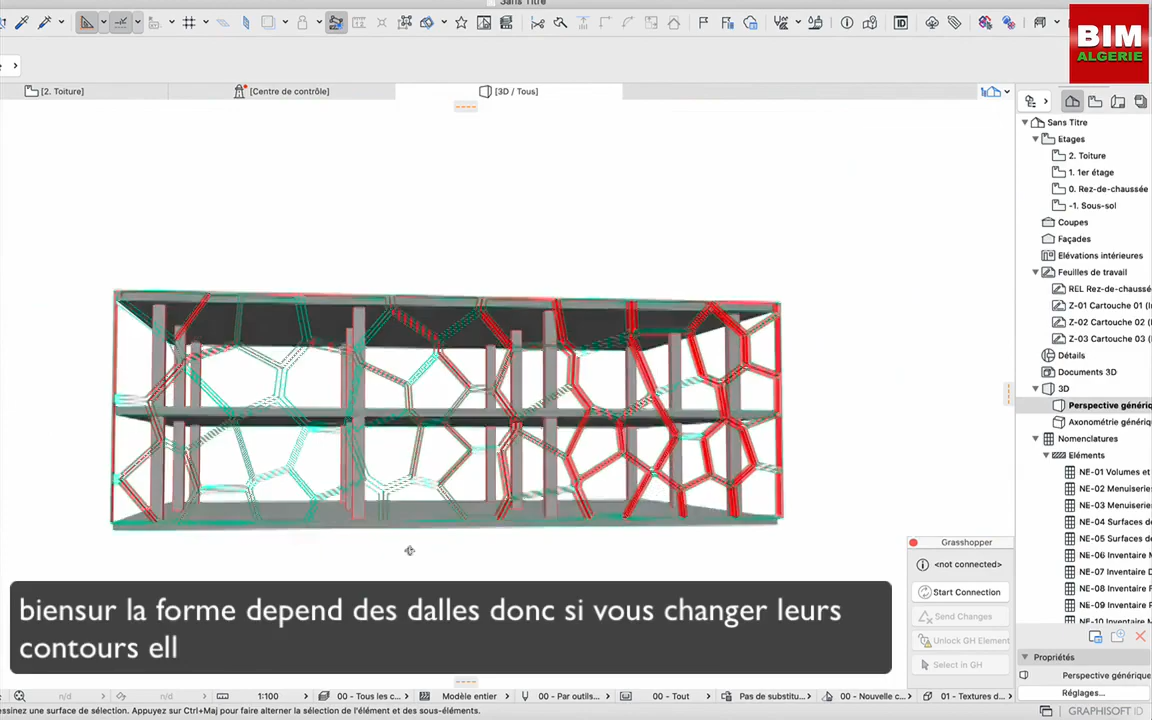 Sans Titre
BIM
ALGERIE
[2. Toiture]
[Centre de contrôle]
[3D / Tous]
Sans Titre
Etages
2. Toiture
1. 1er étage
0. Rez-de-chaussée
-1. Sous-sol
Coupes
Façades
Elévations intérieures
Feuilles de travail
REL Rez-de-chaussé
Z-01 Cartouche 01 (I
Z-02 Cartouche 02 (
Z-03 Cartouche 03 (
Détails
Documents 3D
3D
Perspective génériq
Axonométrie génériq
Nomenclatures
Eléments
NE-01 Volumes et
NE-02 Menuiserie
NE-03 Menuiserie
NE-04 Surfaces de
NE-05 Surfaces de
NE-06 Inventaire M
NE-07 Inventaire D
NE-08 Inventaire F
NE-09 Inventaire P
NE-10 Inventaire M
Grasshopper
<not connected>
Start Connection
Send Changes
Unlock GH Element
Select in GH
biensur la forme depend des dalles donc si vous changer leurs
contours ell
Propriétés
Perspective génériq
Réglages...
n/d
n/d
1:100
00 - Tous les c...
Modèle entier
00 - Par outils...
00 - Tout
Pas de substitu...
00 - Nouvelle c...
01 - Textures d...
essinez une surface de sélection. Appuyez sur Ctrl+Maj pour faire alterner la sélection de l'élément et des sous-éléments.
GRAPHISOFT ID